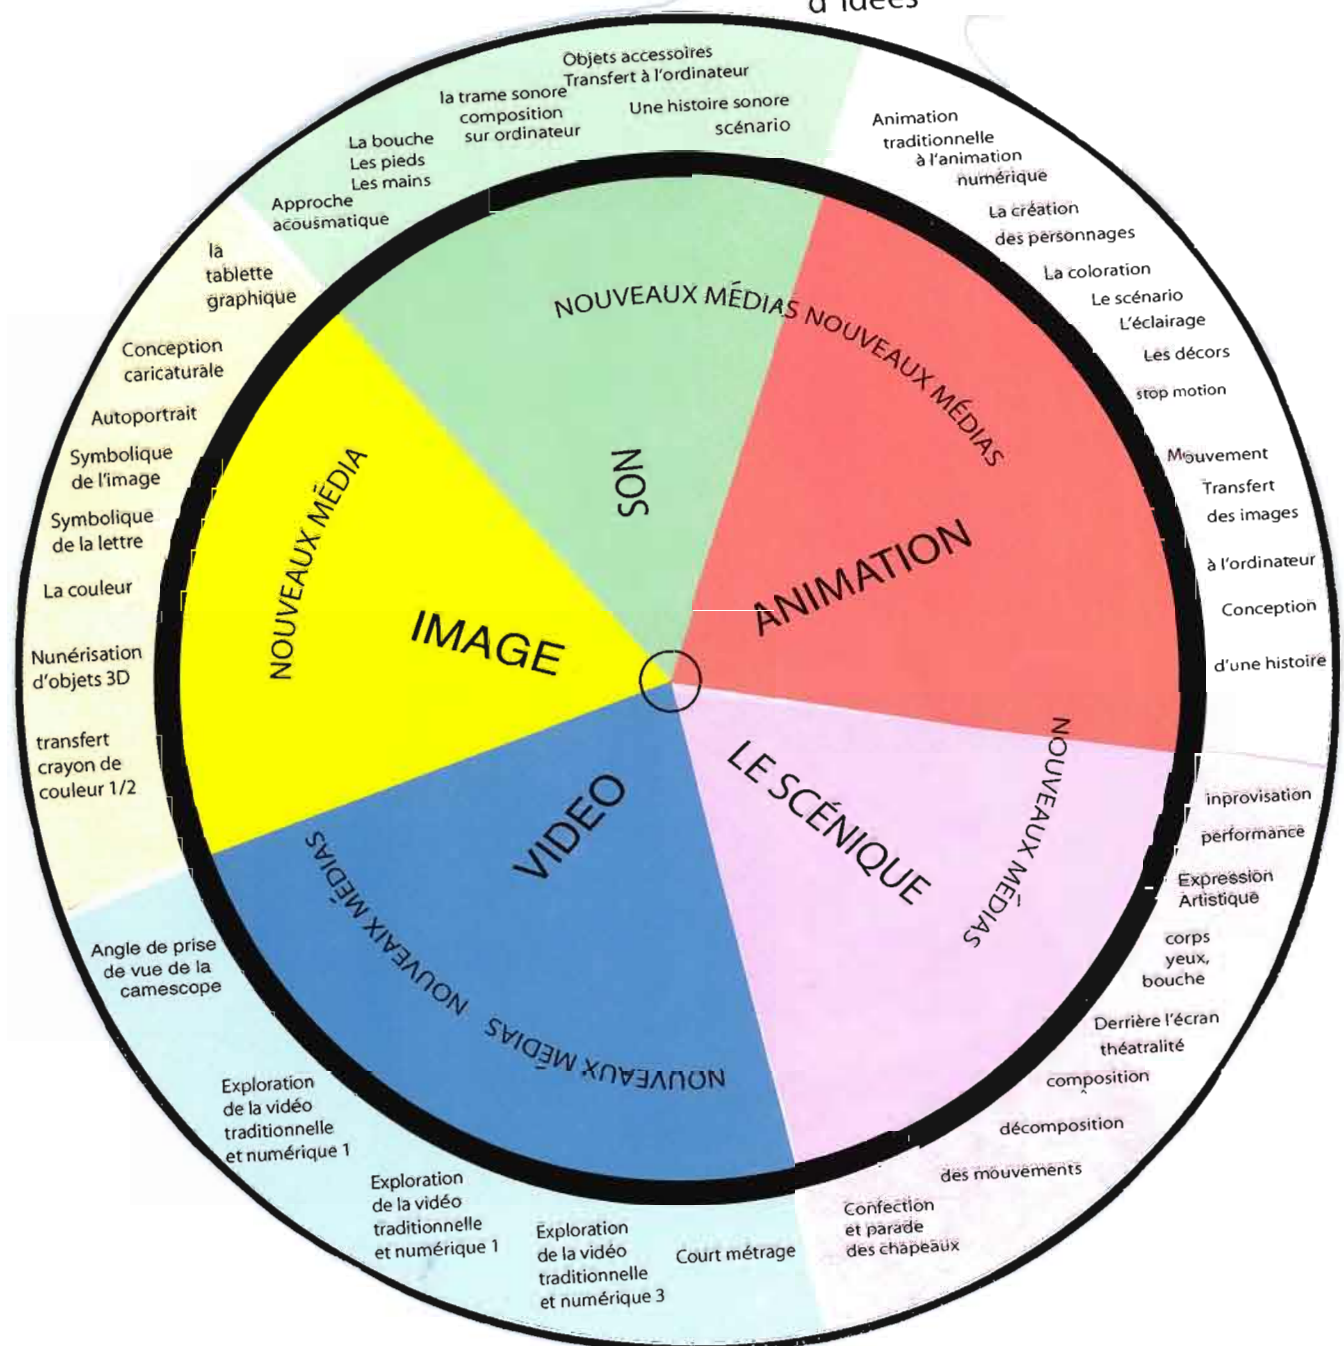 d'idées
Objets accessoires
Transfert à l'ordinateur
la trame sonore
composition
sur ordinateur
Une histoire sonore
scénario
La bouche
Les pieds
Les mains
Approche
acousmatique
Animation
traditionnelle
à l'animation
numérique
La création
des personnages
La coloration
Le scénario
L'éclairage
Les décors
stop motion
Mouvement
Transfert
des images
à l'ordinateur
Conception
d'une histoire
inprovisation
performance
Expression
Artistique
corps
yeux,
bouche
Derrière l'écran
théatralité
composition
décomposition
des mouvements
Confection
et parade
des chapeaux
Court métrage
Exploration
de la vidéo
traditionnelle
et numérique 3
Exploration
de la vidéo
traditionnelle
et numérique 1
Exploration
de la vidéo
traditionnelle
et numérique 1
Angle de prise
de vue de la
camescope
transfert
crayon de
couleur 1/2
Nunérisation
d'objets 3D
La couleur
Symbolique
de la lettre
Symbolique
de l'image
Autoportrait
Conception
caricaturale
la
tablette
graphique
NOUVEAUX MÉDIAS NOUVEAUX MÉDIAS
SON
ANIMATION
NOUVEAUX MÉDIAS
LE SCÉNIQUE
NOUVEAUX MÉDIAS NOUVEAIX MÉDIAS
VIDEO
NOUVEAUX MÉDIA
IMAGE